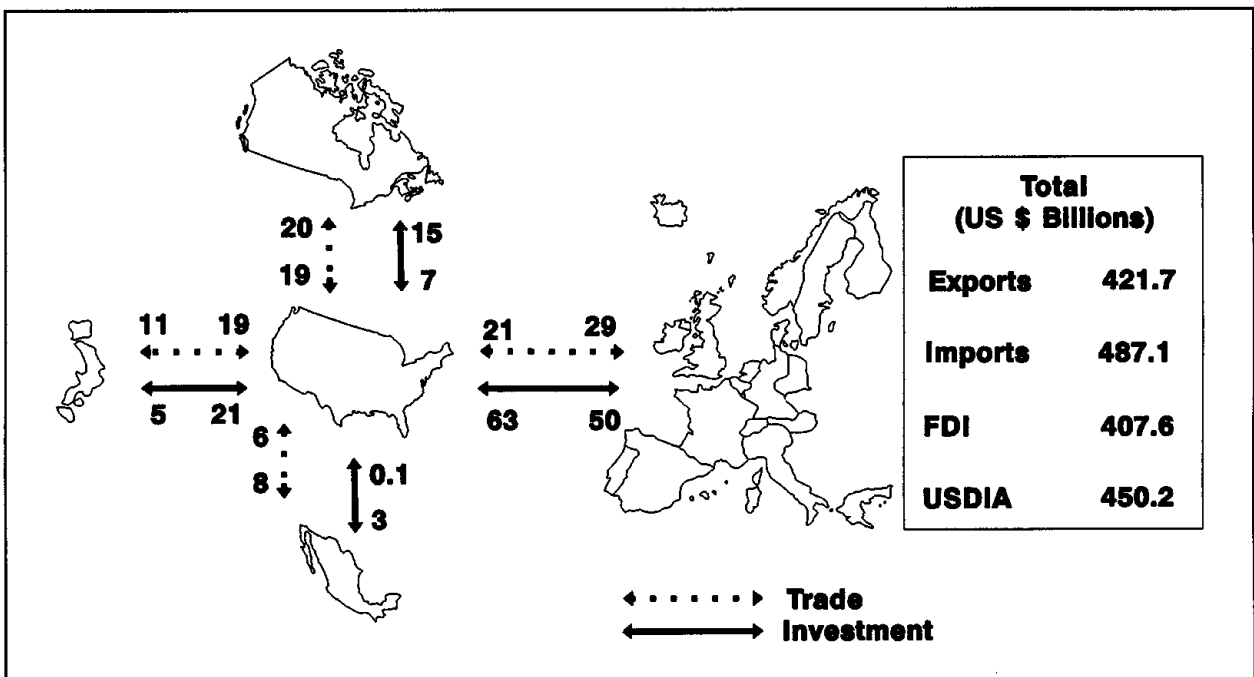 20 15
19 7
11 19
5 21
21 29
63 50
6
8
0.1
3
Total
(US $ Billions)
Exports 421.7
Imports 487.1
FDI 407.6
USDIA 450.2
Trade
Investment